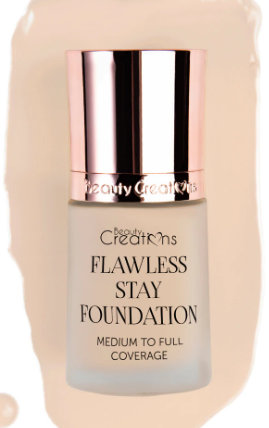 Beauty Creations
Beauty
Creations
FLAWLESS
STAY
FOUNDATION
MEDIUM TO FULL
COVERAGE